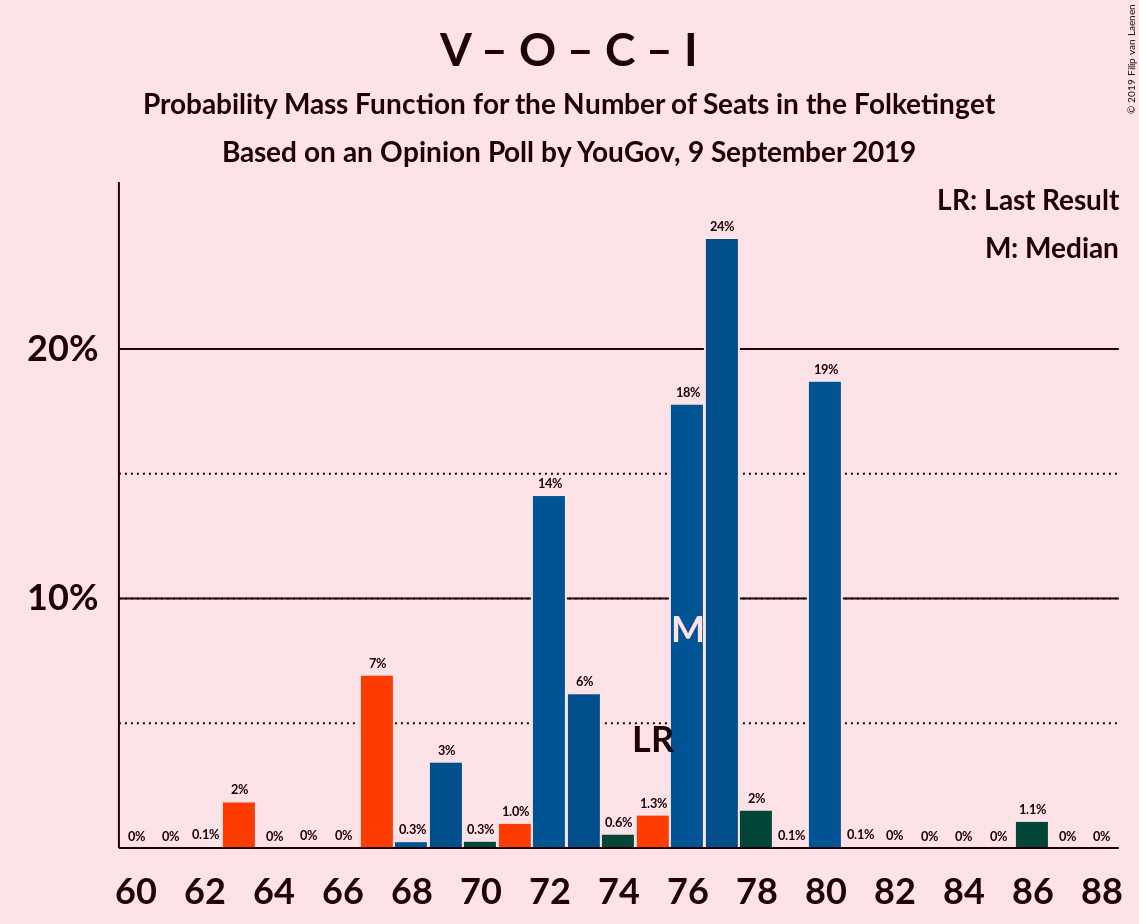 V – O – C – I
Probability Mass Function for the Number of Seats in the Folketinget
Based on an Opinion Poll by YouGov, 9 September 2019
© 2019 Filip van Laenen
LR: Last Result
M: Median
20%
10%
0% 0% 0.1% 2% 0% 0% 0% 7% 0.3% 3% 0.3% 1.0% 14% 6% 0.6% 1.3% 18% 24% 2% 0.1% 19% 0.1% 0% 0% 0% 0% 1.1% 0% 0%
M
LR
60 62 64 66 68 70 72 74 76 78 80 82 84 86 88